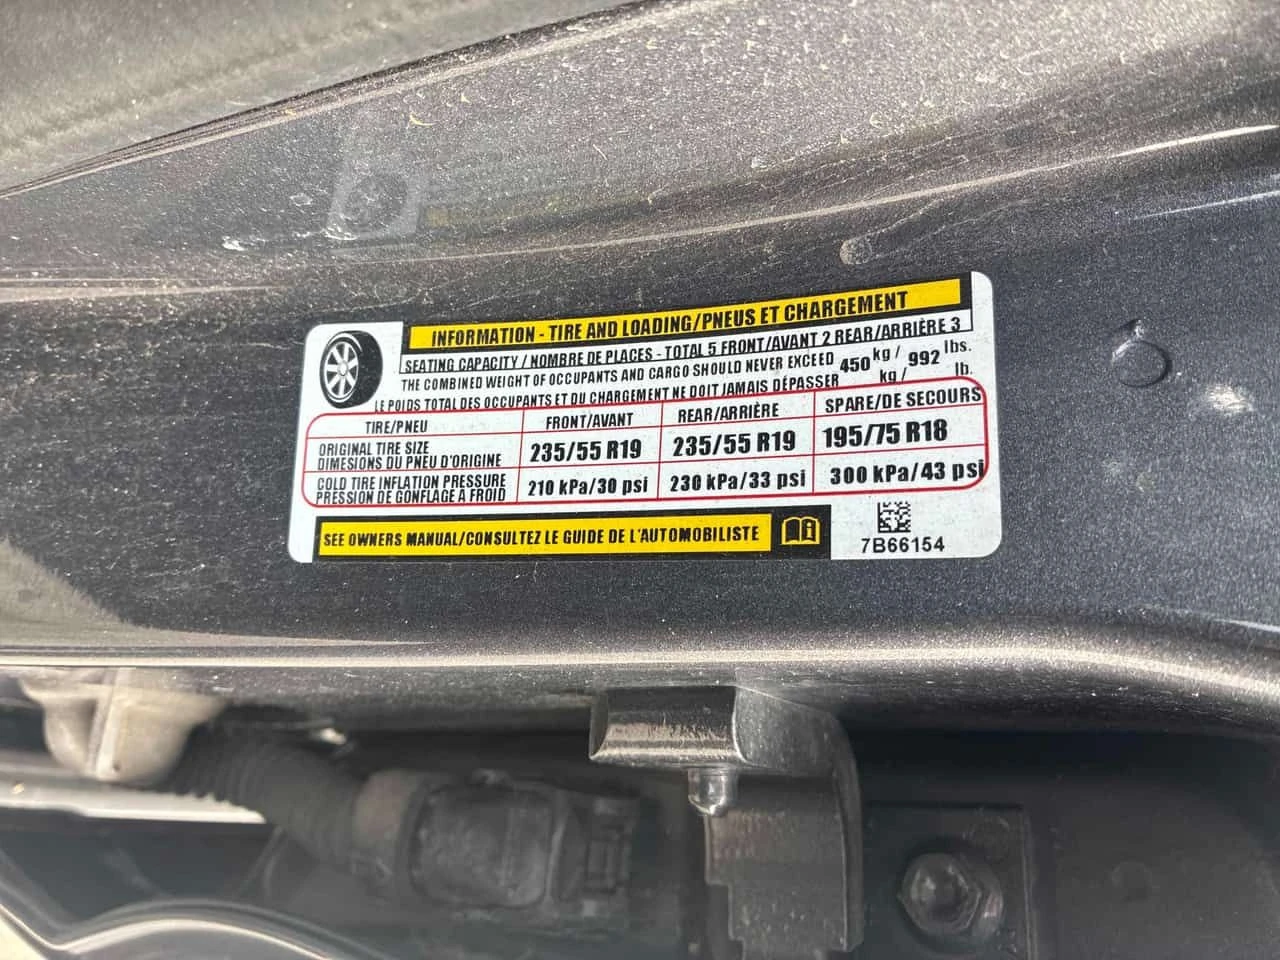 INFORMATION - TIRE AND LOADING/PNEUS ET CHARGEMENT
SEATING CAPACITY / NOMBRE DE PLACES - TOTAL 5 FRONT/AVANT 2 REAR/ARRIÈRE 3
THE COMBINED WEIGHT OF OCCUPANTS AND CARGO SHOULD NEVER EXCEED 450 kg / 992 lbs.
LE POIDS TOTAL DES OCCUPANTS ET DU CHARGEMENT NE DOIT JAMAIS DÉPASSER kg / lb.
TIRE/PNEU FRONT/AVANT REAR/ARRIÈRE SPARE/DE SECOURS
ORIGINAL TIRE SIZE
DIMESIONS DU PNEU D'ORIGINE 235/55 R19 235/55 R19 195/75 R18
COLD TIRE INFLATION PRESSURE
PRESSION DE GONFLAGE A FROID 210 kPa/30 psi 230 kPa/33 psi 300 kPa/43 psi
SEE OWNERS MANUAL/CONSULTEZ LE GUIDE DE L'AUTOMOBILISTE
7B66154